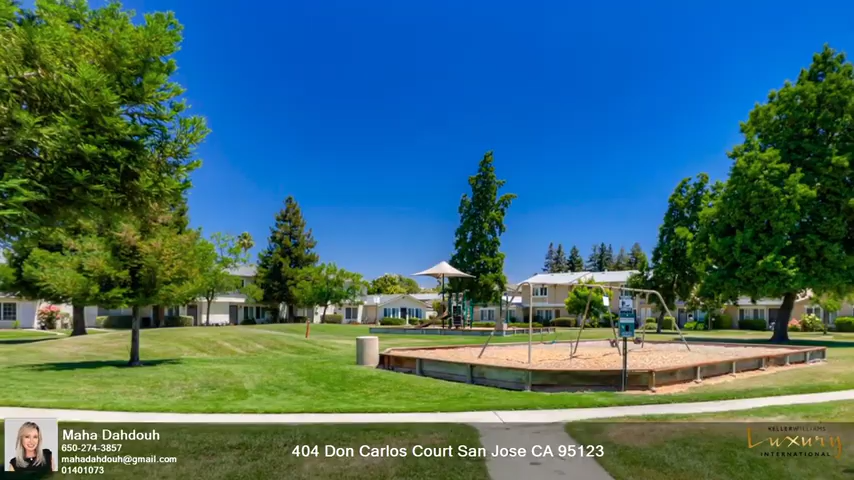 Maha Dahdouh
650-274-3857
mahadahdouh@gmail.com
01401073
404 Don Carlos Court San Jose CA 95123
KELLERWILLIAMS
Luxury
INTERNATIONAL